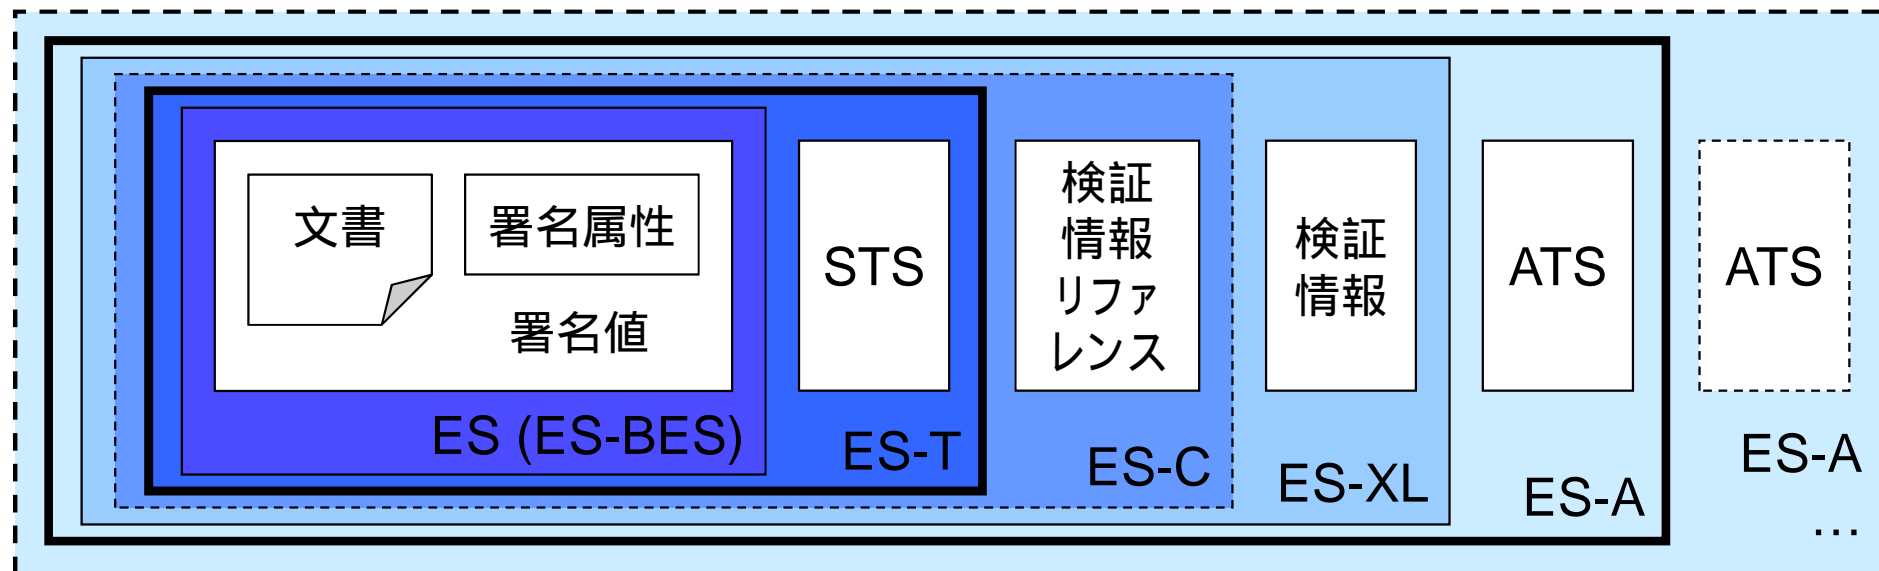 文書
署名属性
署名値
ES (ES-BES)
STS
ES-T
検証
情報
リファ
レンス
ES-C
検証
情報
ES-XL
ATS
ES-A
ATS
ES-A
…